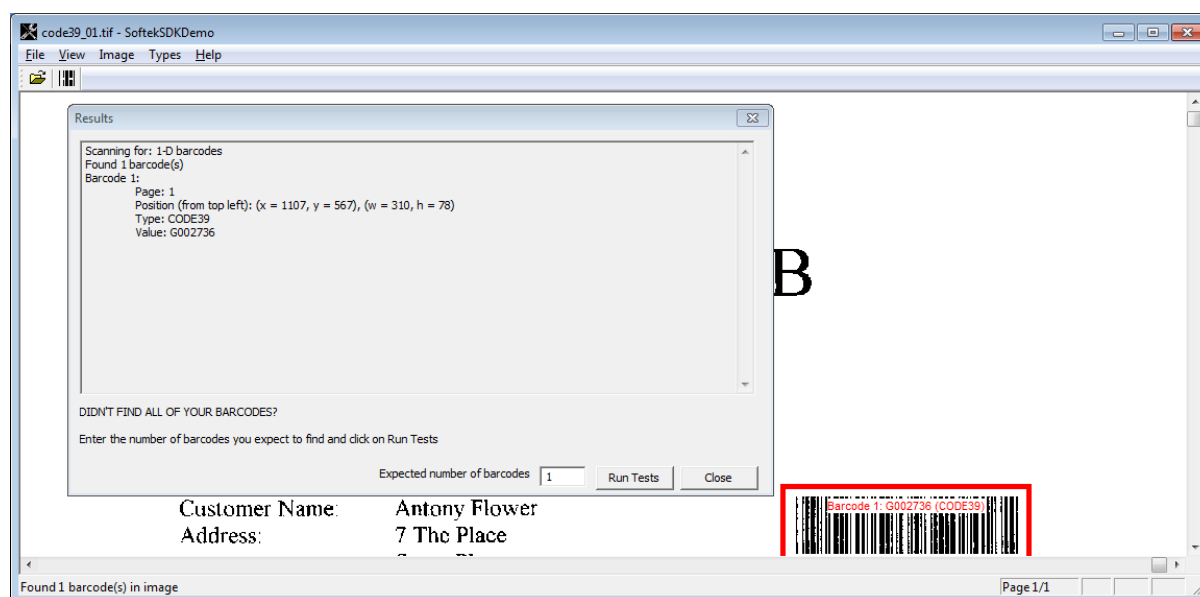 code39_01.tif - SoftekSDKDemo
File View Image Types Help
Results
Scanning for: 1-D barcodes
Found 1 barcode(s)
Barcode 1:
Page: 1
Position (from top left): (x = 1107, y = 567), (w = 310, h = 78)
Type: CODE39
Value: G002736
B
DIDN'T FIND ALL OF YOUR BARCODES?
Enter the number of barcodes you expect to find and click on Run Tests
Expected number of barcodes 1 Run Tests Close
Customer Name: Antony Flower
Address: 7 The Place
Barcode 1: G002736 (CODE39)
Found 1 barcode(s) in image Page 1/1